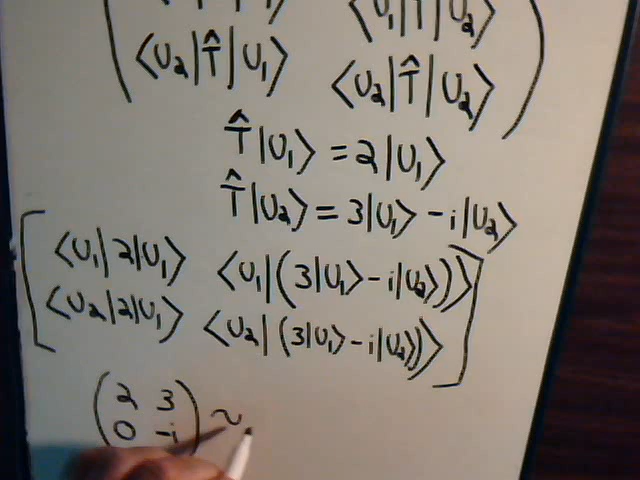 ⟨U₁|T̂|U₂⟩
⟨U₂|T̂|U₁⟩ ⟨U₂|T̂|U₂⟩
T̂|U₁⟩ = 2|U₁⟩
T̂|U₂⟩ = 3|U₁⟩ - i|U₂⟩
⟨U₁|2|U₁⟩ ⟨U₁|(3|U₁⟩ - i|U₂⟩)⟩
⟨U₂|2|U₁⟩ ⟨U₂|(3|U₁⟩ - i|U₂⟩)⟩
2 3 ~
0 -i